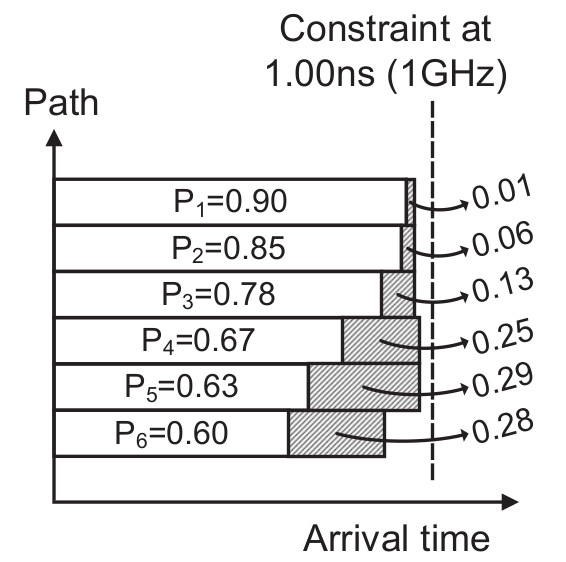 Constraint at
1.00ns (1GHz)
Path
P₁=0.90
0.01
P₂=0.85
0.06
P₃=0.78
0.13
P₄=0.67
0.25
P₅=0.63
0.29
P₆=0.60
0.28
Arrival time